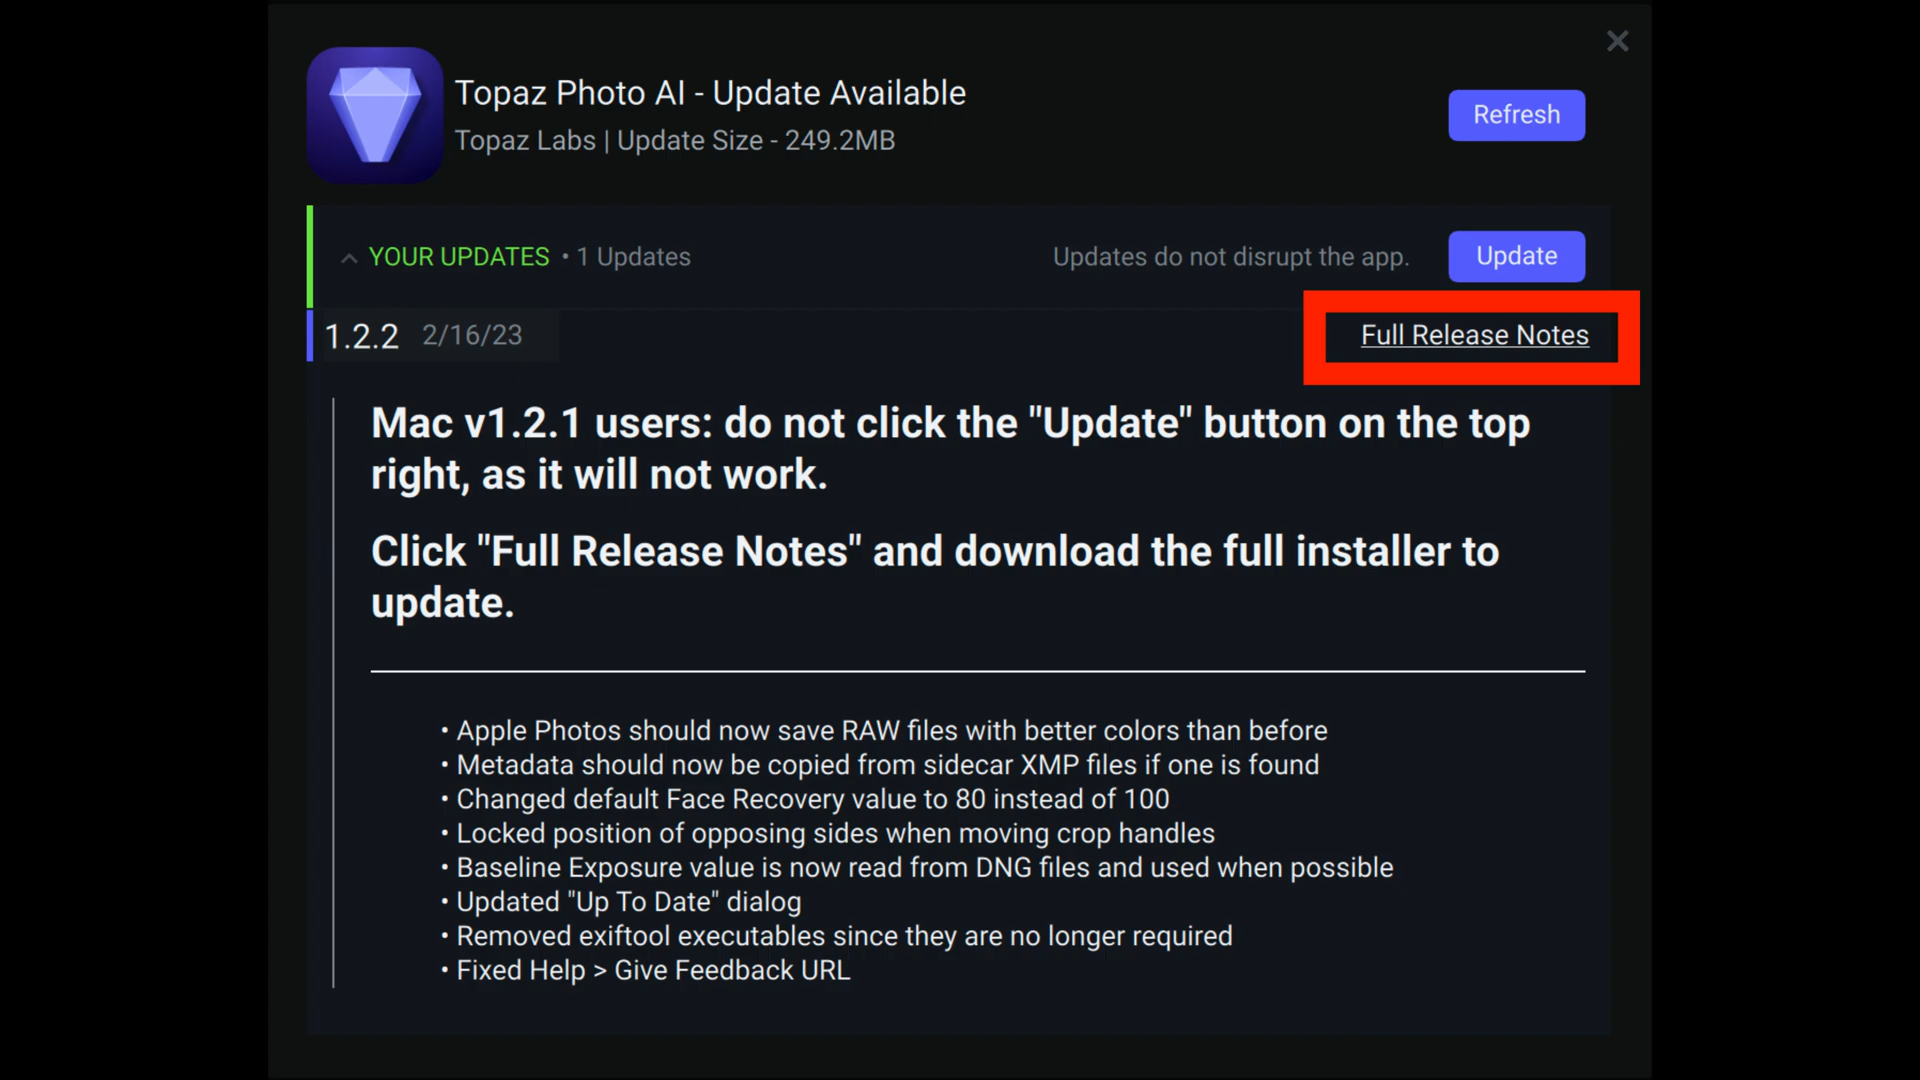 Topaz Photo AI - Update Available
Topaz Labs | Update Size - 249.2MB
Refresh
YOUR UPDATES • 1 Updates
Updates do not disrupt the app.
Update
1.2.2 2/16/23
Full Release Notes
Mac v1.2.1 users: do not click the "Update" button on the top
right, as it will not work.
Click "Full Release Notes" and download the full installer to
update.
• Apple Photos should now save RAW files with better colors than before
• Metadata should now be copied from sidecar XMP files if one is found
• Changed default Face Recovery value to 80 instead of 100
• Locked position of opposing sides when moving crop handles
• Baseline Exposure value is now read from DNG files and used when possible
• Updated "Up To Date" dialog
• Removed exiftool executables since they are no longer required
• Fixed Help > Give Feedback URL